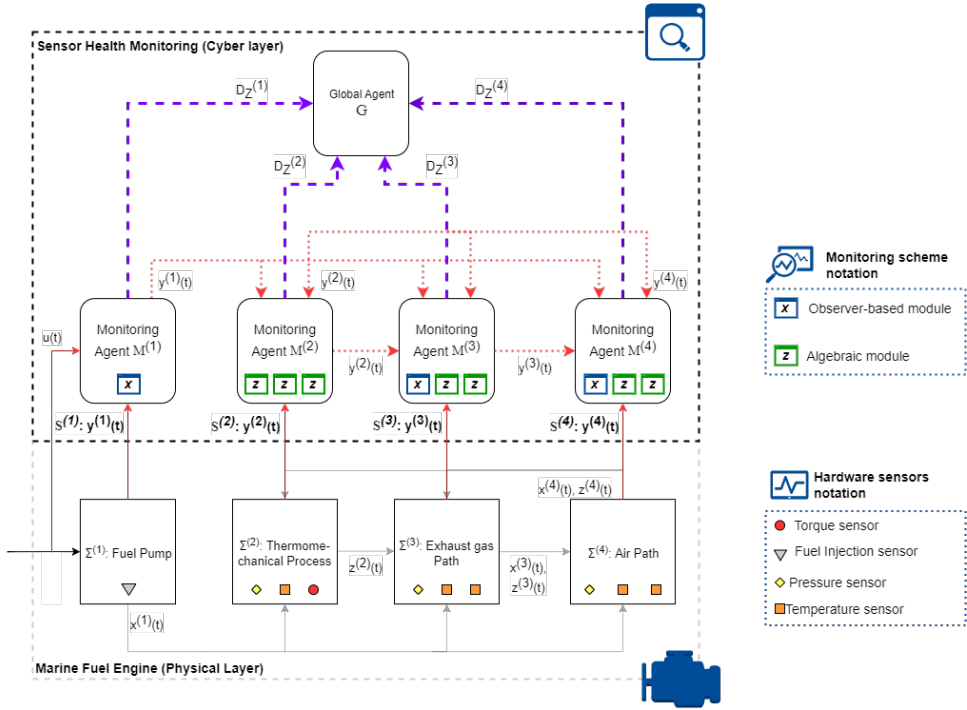 Sensor Health Monitoring (Cyber layer)
D_Z^(1)
Global Agent
G
D_Z^(4)
D_Z^(2)
D_Z^(3)
y^(1)(t)
y^(2)(t)
y^(4)(t)
u(t)
Monitoring
Agent M^(1)
x
Monitoring
Agent M^(2)
z z z
y^(2)(t)
Monitoring
Agent M^(3)
x z z
y^(3)(t)
Monitoring
Agent M^(4)
x z z
S^(1): y^(1)(t)
S^(2): y^(2)(t)
S^(3): y^(3)(t)
S^(4): y^(4)(t)
x^(4)(t), z^(4)(t)
Σ^(1): Fuel Pump
Σ^(2): Thermome-
chanical Process
z^(2)(t)
Σ^(3): Exhaust gas
Path
x^(3)(t),
z^(3)(t)
Σ^(4): Air Path
x^(1)(t)
Marine Fuel Engine (Physical Layer)
Monitoring scheme
notation
x Observer-based module
z Algebraic module
Hardware sensors
notation
Torque sensor
Fuel Injection sensor
Pressure sensor
Temperature sensor